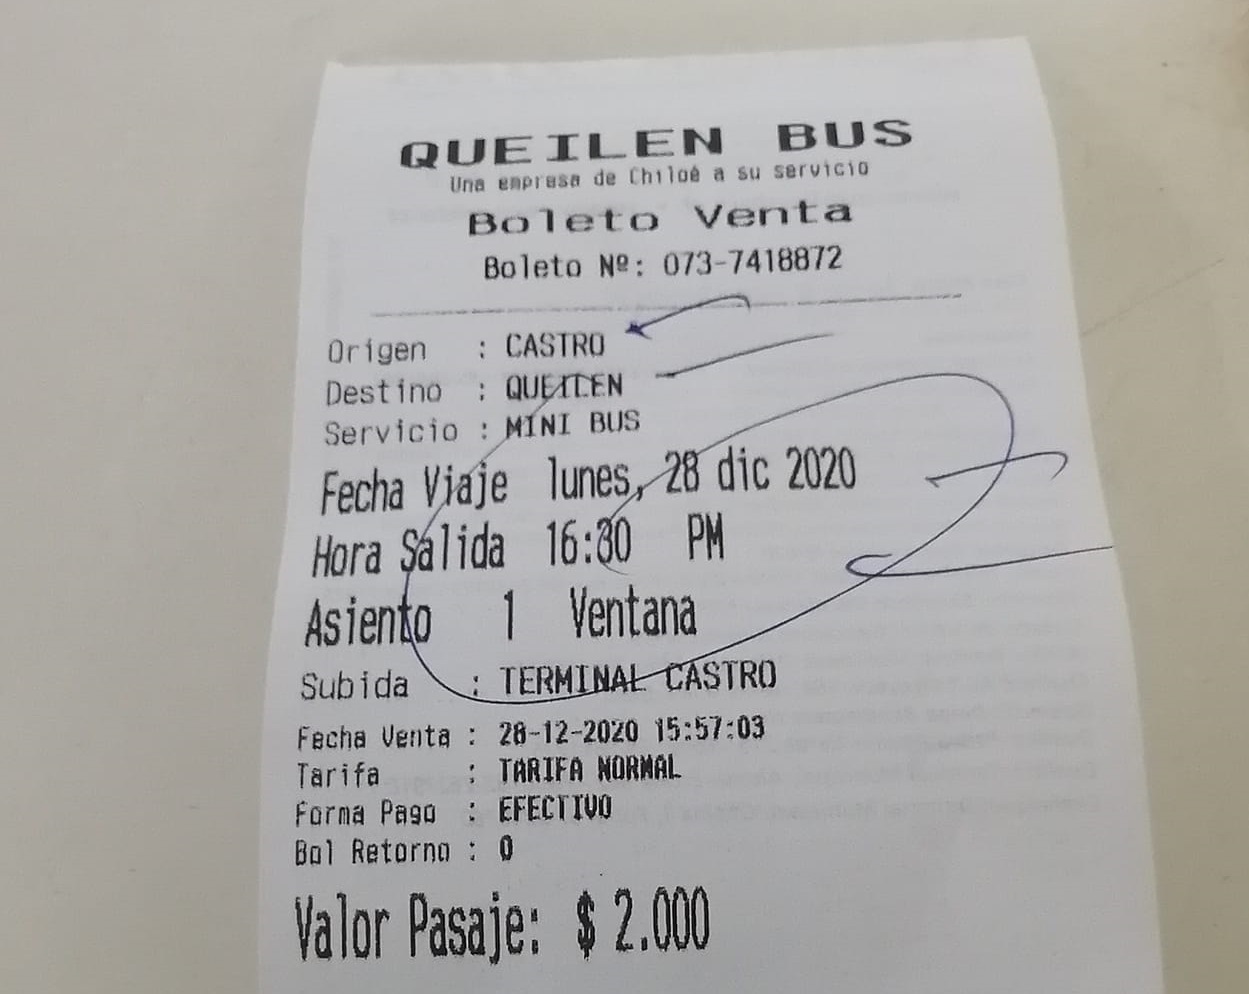 QUEILEN BUS
Una empresa de Chiloé a su servicio
Boleto Venta
Boleto Nº: 073-7418872
Origen : CASTRO
Destino : QUEILEN
Servicio : MINI BUS
Fecha Viaje lunes, 28 dic 2020
Hora Salida 16:30 PM
Asiento 1 Ventana
Subida : TERMINAL CASTRO
Fecha Venta : 28-12-2020 15:57:03
Tarifa : TARIFA NORMAL
Forma Pago : EFECTIVO
Bol Retorno : 0
Valor Pasaje: $ 2.000